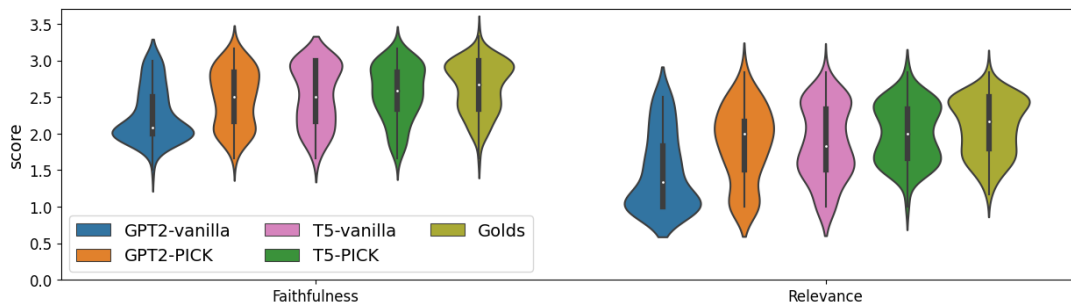 3.5
3.0
2.5
2.0
1.5
1.0
0.5
0.0
score
GPT2-vanilla
GPT2-PICK
T5-vanilla
T5-PICK
Golds
Faithfulness
Relevance